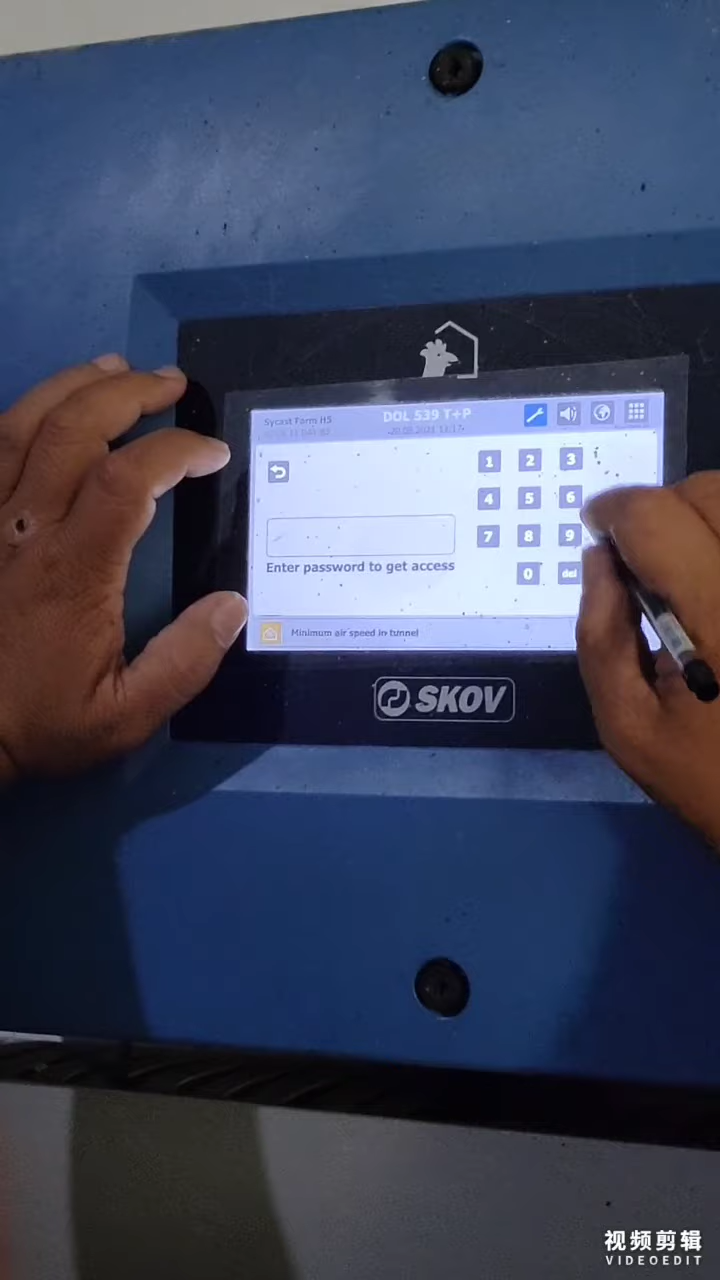 Sycast Farm H5
DOL 539 T+P
1 2 3
4 5 6
7 8 9
0 del
Enter password to get access
Minimum air speed in tunnel
SKOV
视频剪辑
VIDEOEDIT